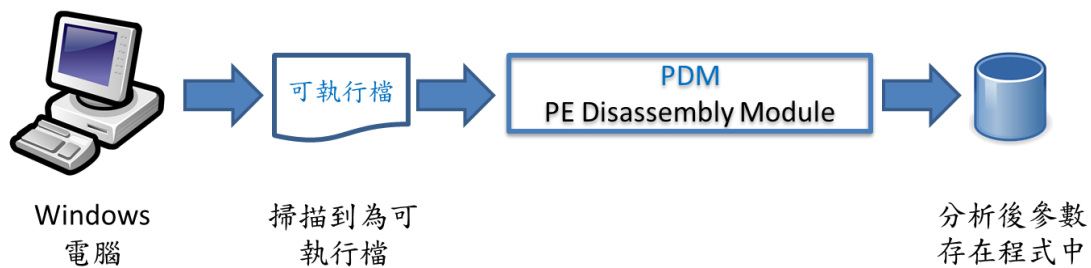 可執行檔
PDM
PE Disassembly Module
Windows
電腦
掃描到為可
執行檔
分析後參數
存在程式中